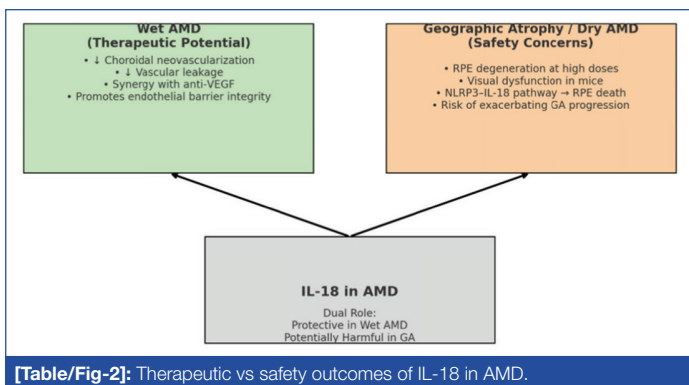 Wet AMD
(Therapeutic Potential)
• ↓ Choroidal neovascularization
• ↓ Vascular leakage
• Synergy with anti-VEGF
• Promotes endothelial barrier integrity
Geographic Atrophy / Dry AMD
(Safety Concerns)
• RPE degeneration at high doses
• Visual dysfunction in mice
• NLRP3–IL-18 pathway → RPE death
• Risk of exacerbating GA progression
IL-18 in AMD
Dual Role:
Protective in Wet AMD
Potentially Harmful in GA
[Table/Fig-2]: Therapeutic vs safety outcomes of IL-18 in AMD.